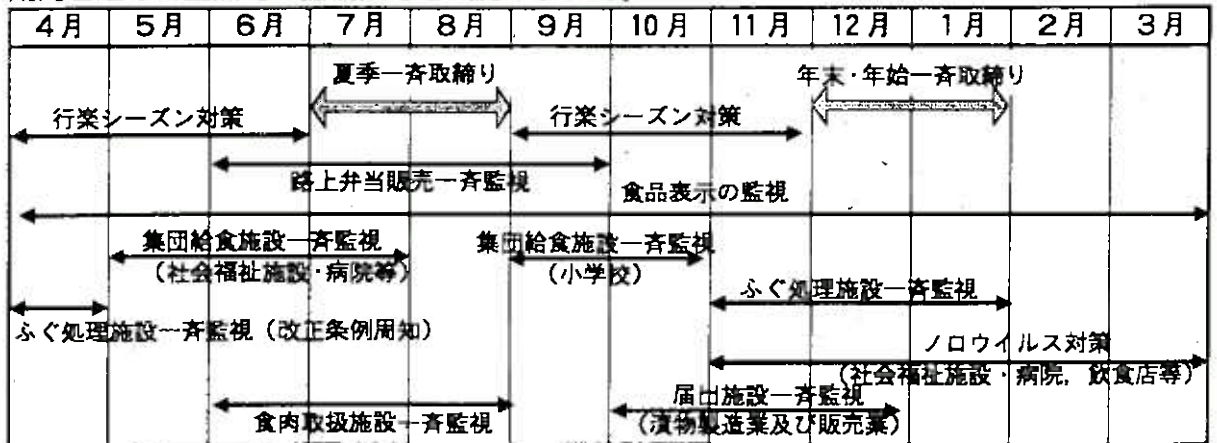 4月 5月 6月 7月 8月 9月 10月 11月 12月 1月 2月 3月
夏季一斉取締り
年末・年始一斉取締り
行楽シーズン対策
行楽シーズン対策
路上弁当販売一斉監視
食品表示の監視
集団給食施設一斉監視
(社会福祉施設・病院等)
集団給食施設一斉監視
(小学校)
ふぐ処理施設一斉監視
ふぐ処理施設一斉監視(改正条例周知)
ノロウイルス対策
(社会福祉施設・病院,飲食店等)
食肉取扱施設一斉監視
届出施設一斉監視
(漬物製造業及び販売業)